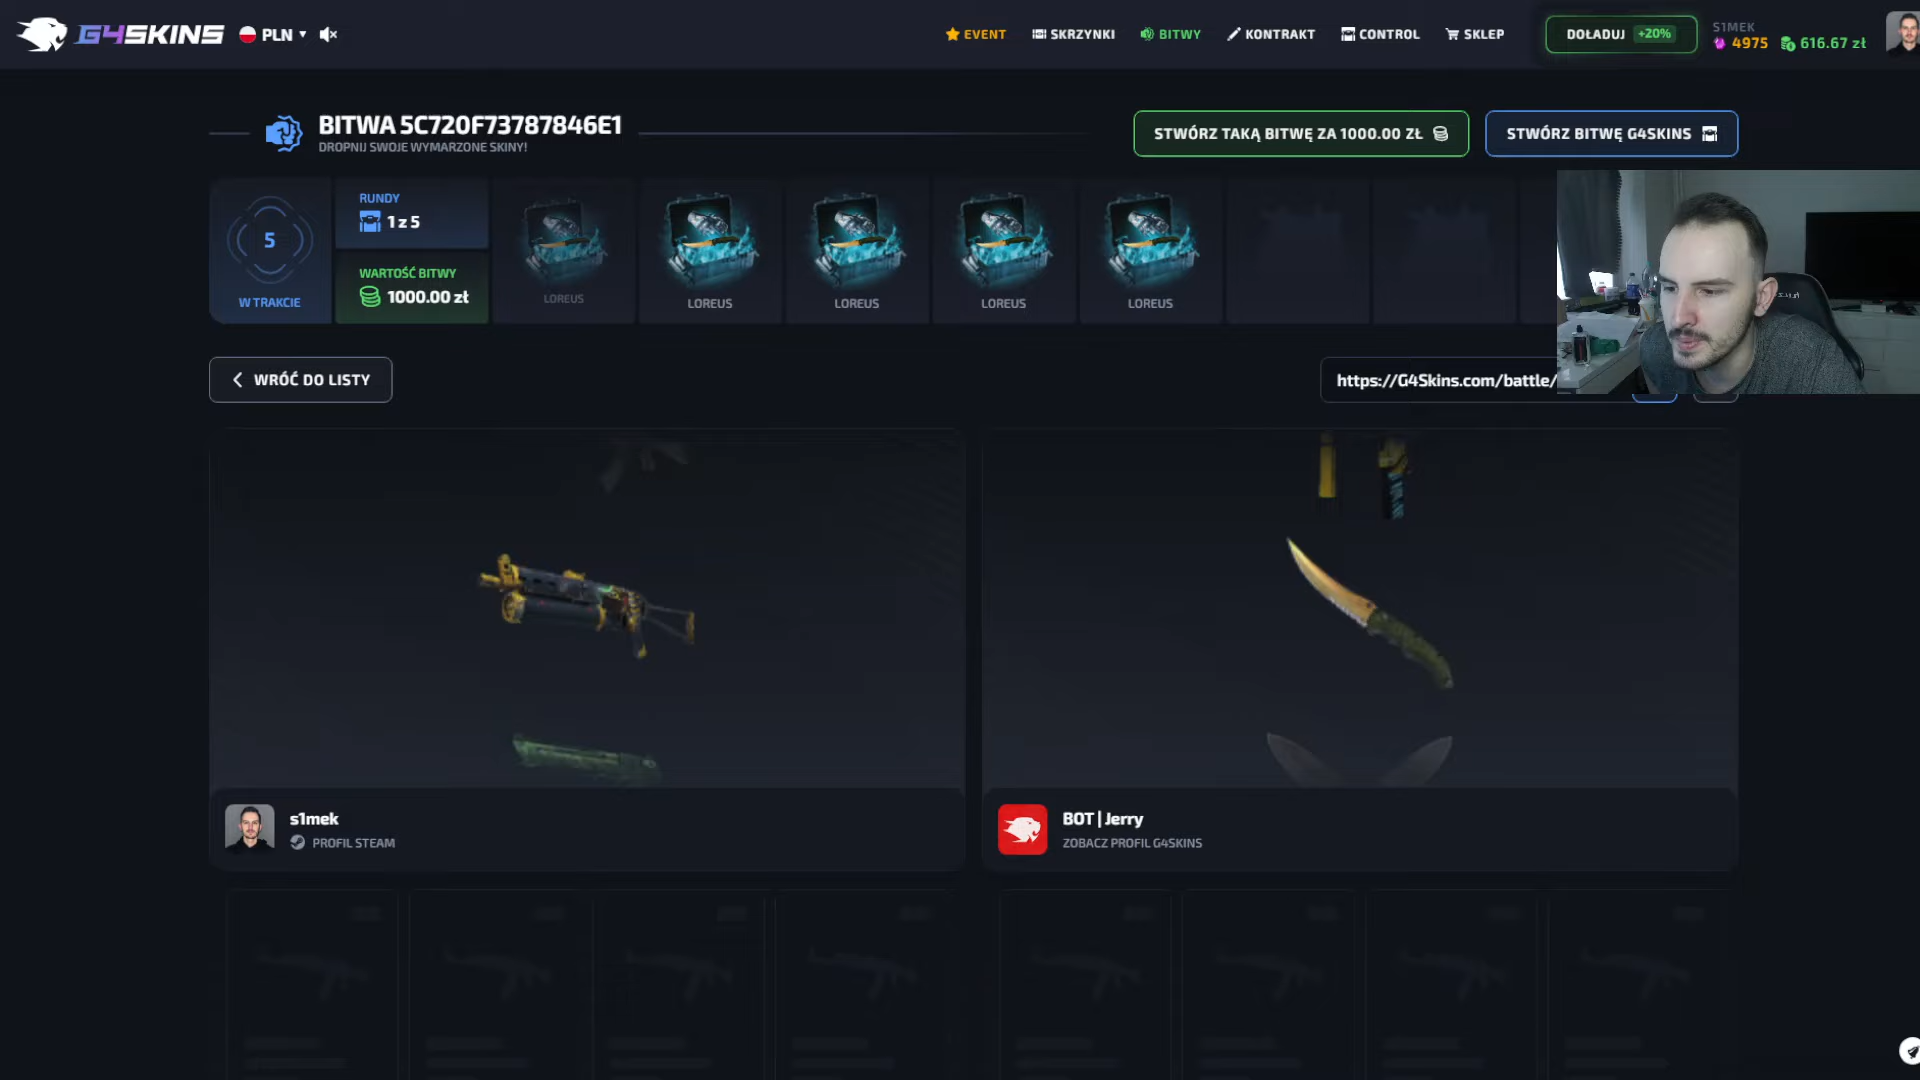 G4SKINS
PLN
EVENT
SKRZYNKI
BITWY
KONTRAKT
CONTROL
SKLEP
DOŁADUJ +20%
S1MEK
4975
616.67 zł
BITWA 5C720F73787846E1
DROPNIJ SWOJE WYMARZONE SKINY!
STWÓRZ TAKĄ BITWĘ ZA 1000.00 ZŁ
STWÓRZ BITWĘ G4SKINS
5
W TRAKCIE
RUNDY
1 z 5
WARTOŚĆ BITWY
1000.00 zł
LOREUS
LOREUS
LOREUS
LOREUS
LOREUS
WRÓĆ DO LISTY
https://G4Skins.com/battle/
s1mek
PROFIL STEAM
BOT | Jerry
ZOBACZ PROFIL G4SKINS